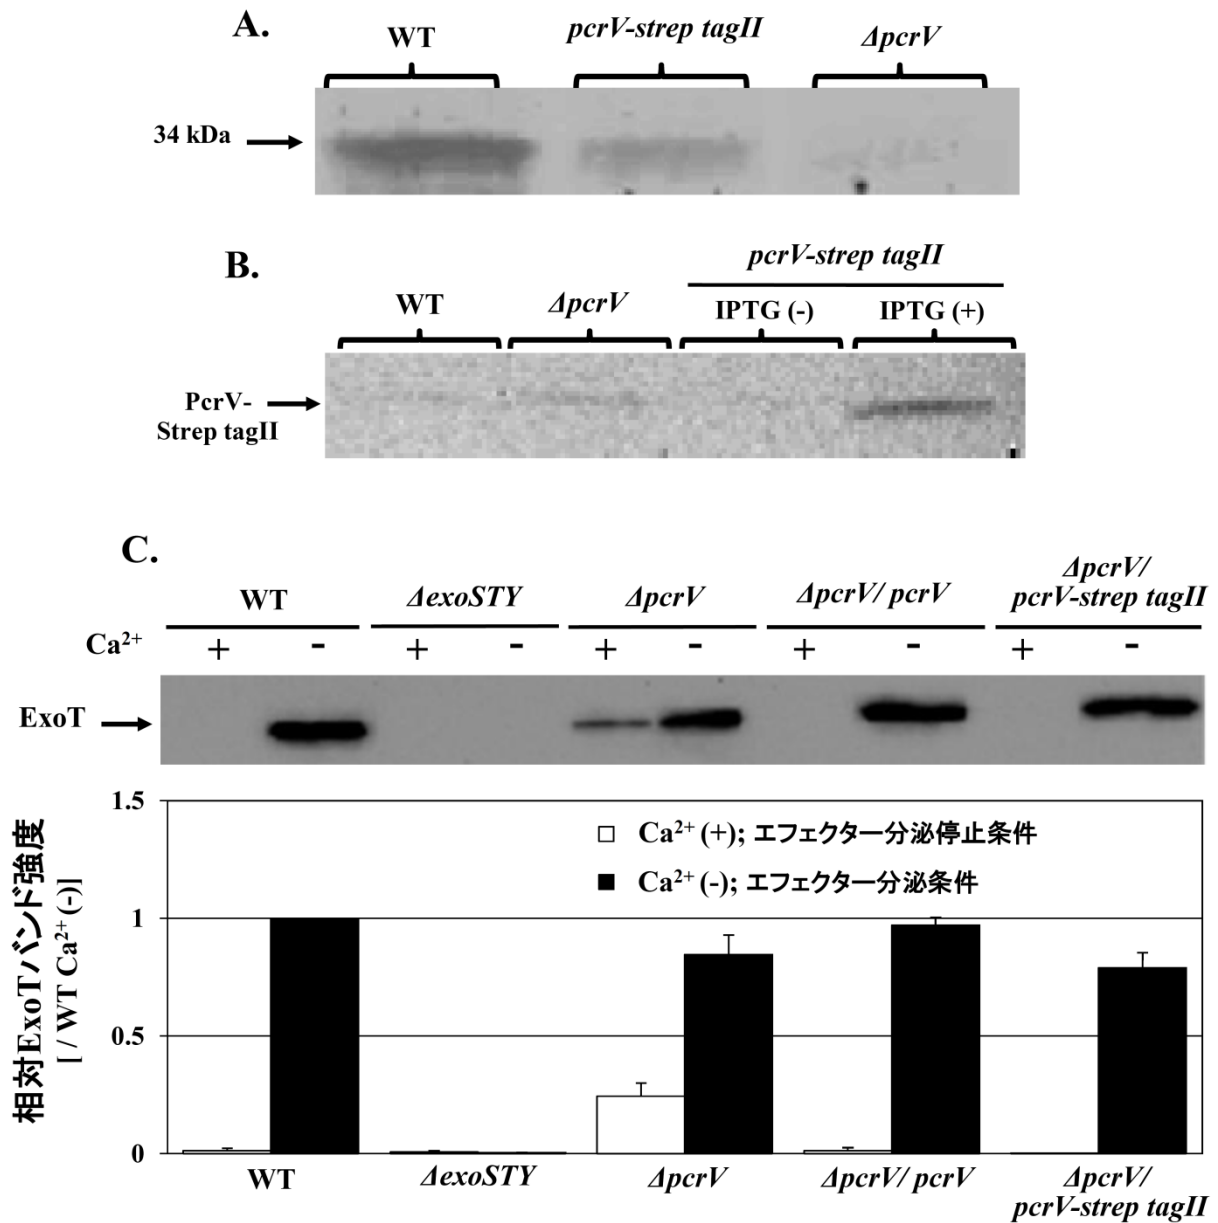 A.
WT pcrV-strep tagII ΔpcrV
34 kDa
B.
pcrV-strep tagII
WT ΔpcrV IPTG (-) IPTG (+)
PcrV-
Strep tagII
C.
WT ΔexoSTY ΔpcrV ΔpcrV/ pcrV ΔpcrV/
pcrV-strep tagII
Ca²⁺ + - + - + - + - + -
ExoT
相対ExoTバンド強度
[ / WT Ca²⁺ (-)]
1.5
1
0.5
0
Ca²⁺ (+); エフェクター分泌停止条件
Ca²⁺ (-); エフェクター分泌条件
WT ΔexoSTY ΔpcrV ΔpcrV/ pcrV ΔpcrV/
pcrV-strep tagII